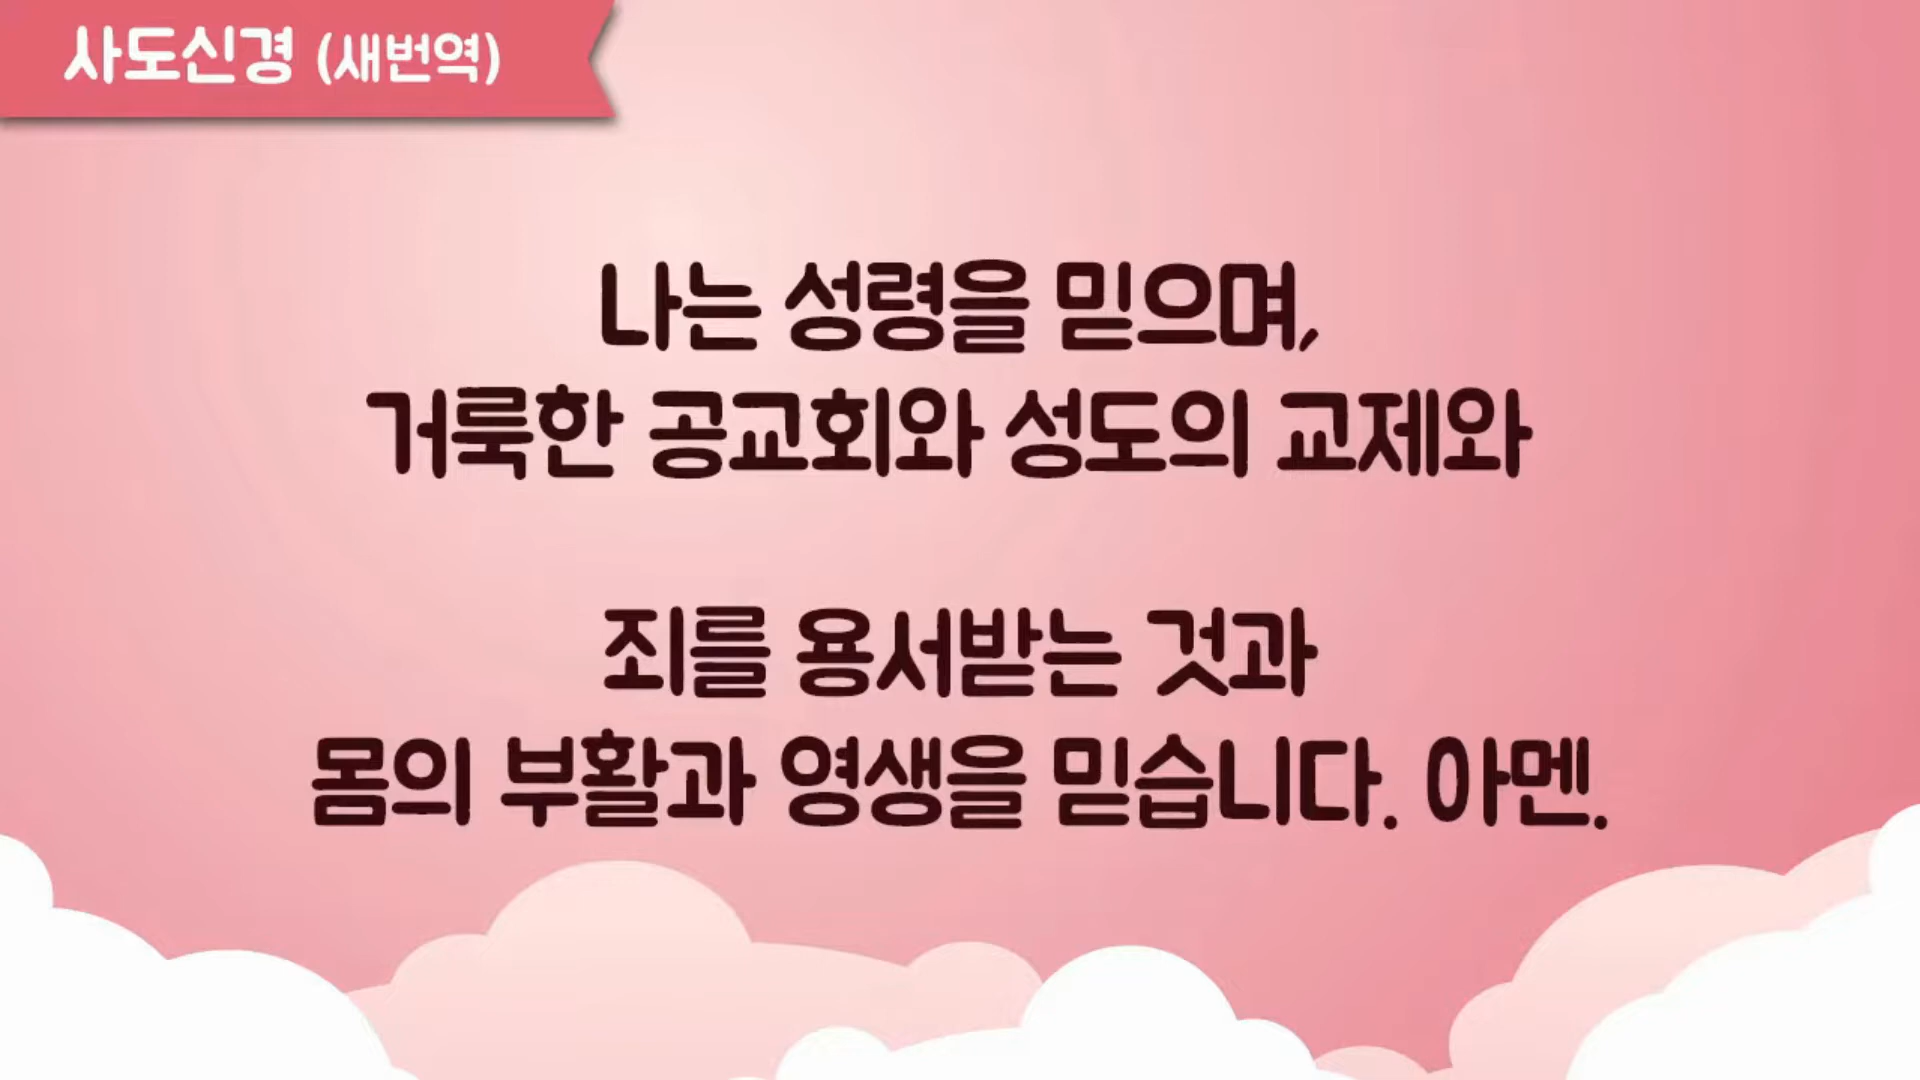 사도신경 (새번역)
나는 성령을 믿으며,
거룩한 공교회와 성도의 교제와
죄를 용서받는 것과
몸의 부활과 영생을 믿습니다. 아멘.